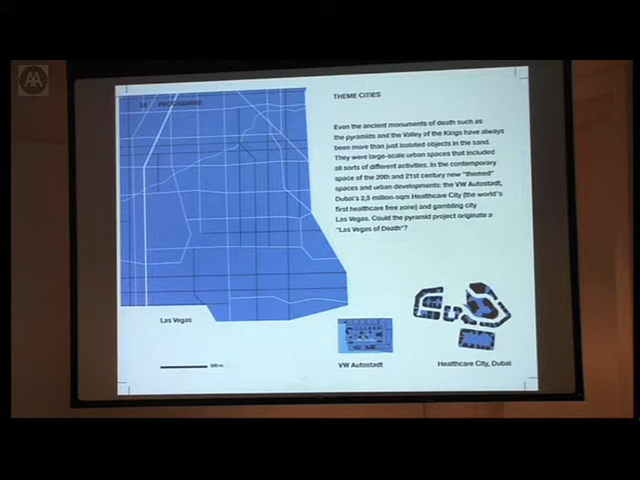 AA
PROGRAMME
THEME CITIES
Even the ancient monuments of death such as
the pyramids and the Valley of the Kings have always
been more than just isolated objects in the sand.
They were large-scale urban spaces that included
all sorts of different activities. In the contemporary
space of the 20th and 21st century new "themed"
spaces and urban developments: the VW Autostadt,
Dubai's 2,5 million-sqm Healthcare City (the world's
first healthcare free zone) and gambling city
Las Vegas. Could the pyramid project originate a
"Las Vegas of Death"?
Las Vegas
VW Autostadt
Healthcare City, Dubai